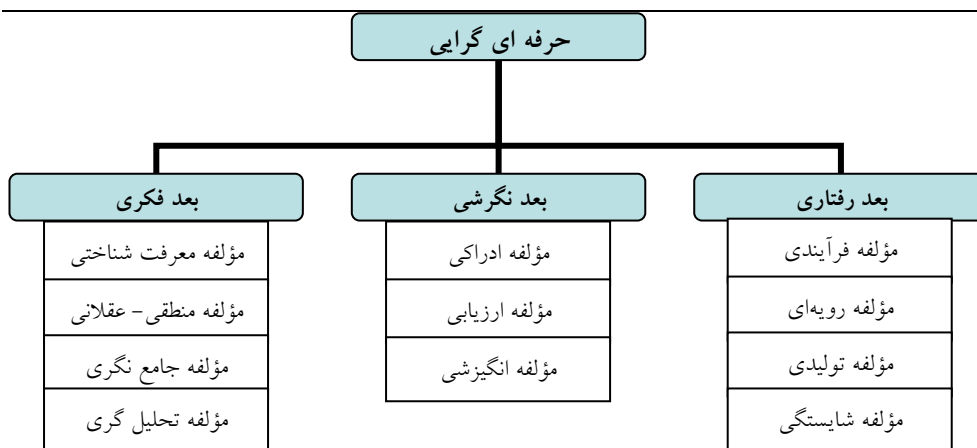 حرفه ای گرایی
بعد رفتاری
مؤلفه فرآیندی
مؤلفه رویه‌ای
مؤلفه تولیدی
مؤلفه شایستگی
بعد نگرشی
مؤلفه ادراکی
مؤلفه ارزیابی
مؤلفه انگیزشی
بعد فکری
مؤلفه معرفت شناختی
مؤلفه منطقی- عقلانی
مؤلفه جامع نگری
مؤلفه تحلیل گری